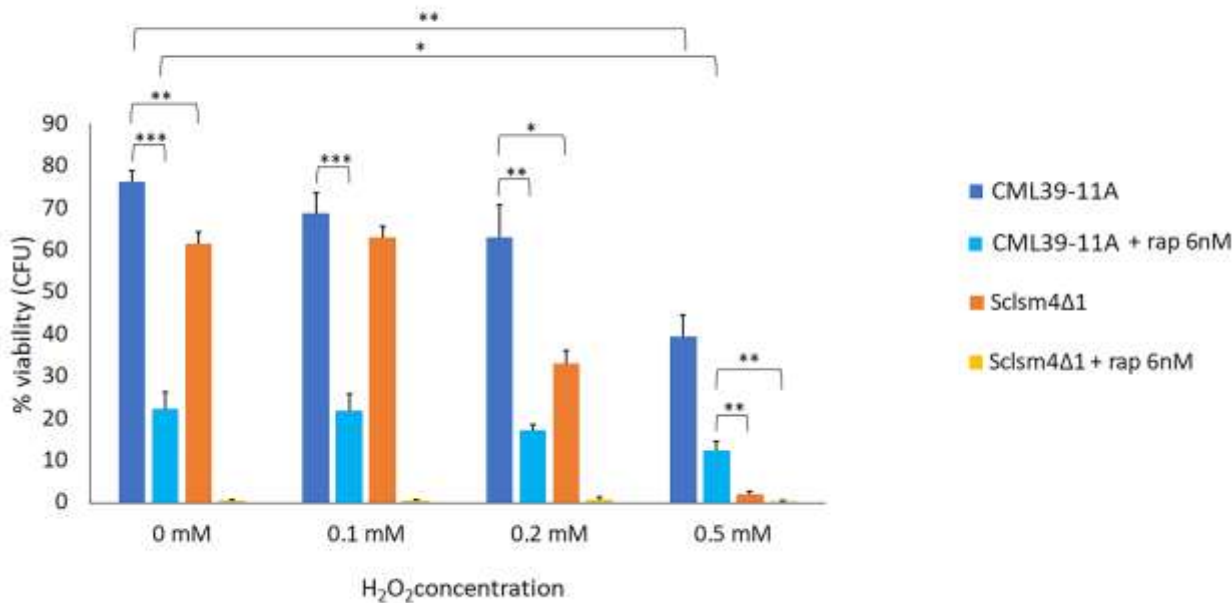 **
*
**
***
***
*
**
**
**
90
80
70
60
50
40
30
20
10
0
% viability (CFU)
0 mM
0.1 mM
0.2 mM
0.5 mM
H₂O₂concentration
CML39-11A
CML39-11A + rap 6nM
Sclsm4Δ1
Sclsm4Δ1 + rap 6nM